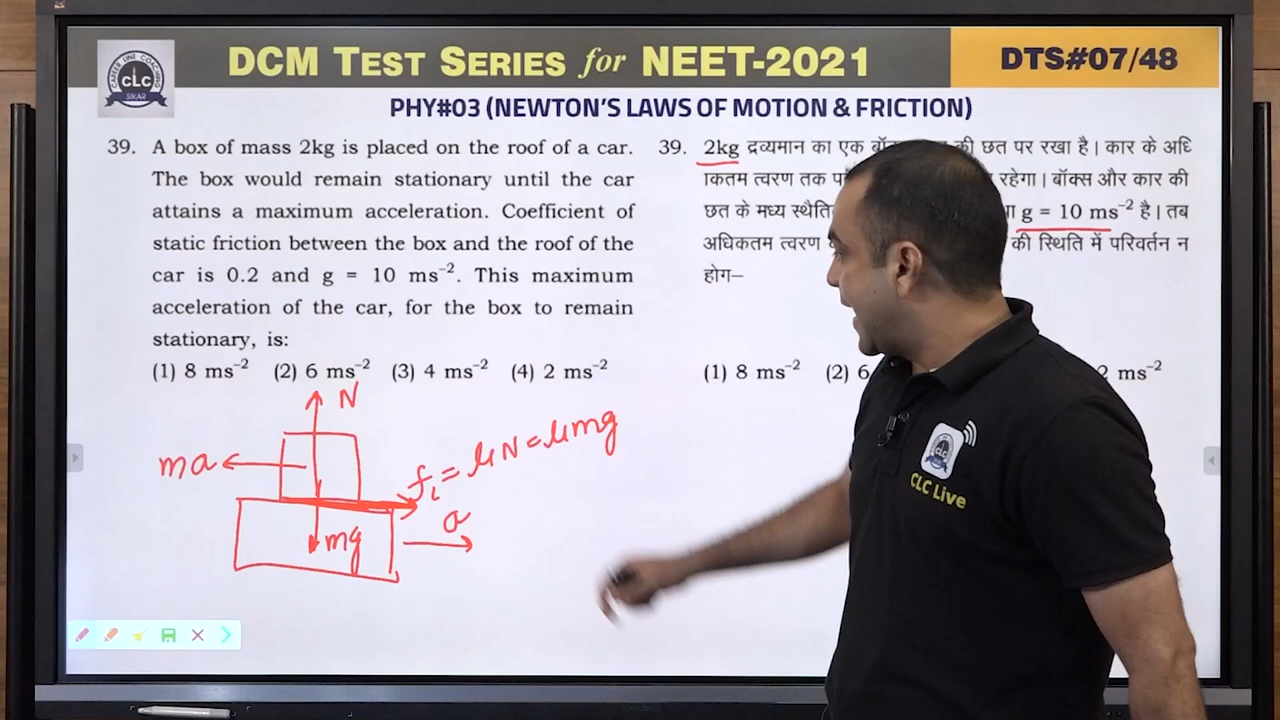 DCM TEST SERIES for NEET-2021
DTS#07/48
CAREER LINE COACHING
CLC
SIKAR
PHY#03 (NEWTON'S LAWS OF MOTION & FRICTION)
39. A box of mass 2kg is placed on the roof of a car.
The box would remain stationary until the car
attains a maximum acceleration. Coefficient of
static friction between the box and the roof of the
car is 0.2 and g = 10 ms⁻². This maximum
acceleration of the car, for the box to remain
stationary, is:
(1) 8 ms⁻² (2) 6 ms⁻² (3) 4 ms⁻² (4) 2 ms⁻²
39. 2kg द्रव्यमान का एक की छत पर रखा है। कार के अधि
कतम त्वरण तक रहेगा। बॉक्स और कार की
छत के मध्य g = 10 ms⁻² है। तब
अधिकतम त्वरण की स्थिति में परिवर्तन न
होग–
(1) 8 ms⁻² (2) 6 2 ms⁻²
N
ma
f_L = μN = μmg
a
mg
CLC Live